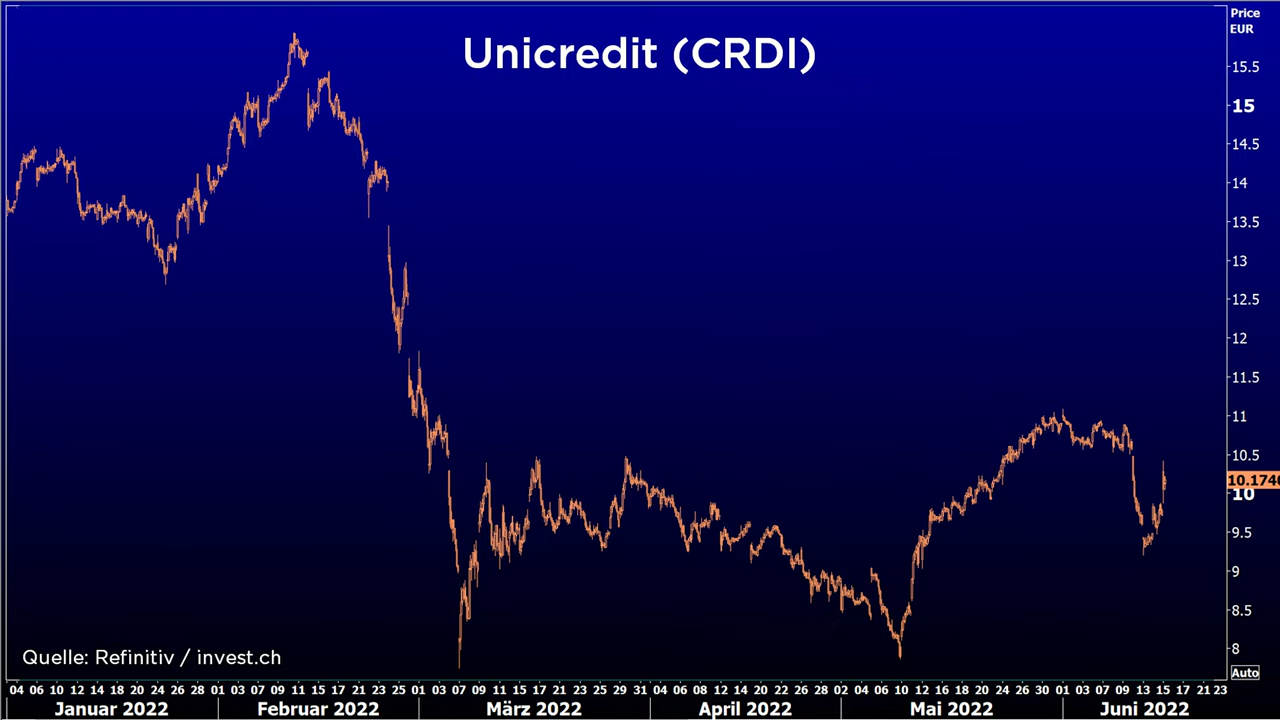 Unicredit (CRDI)
Price
EUR
15.5
15
14.5
14
13.5
13
12.5
12
11.5
11
10.5
10.1740
10
9.5
9
8.5
8
Auto
Quelle: Refinitiv / invest.ch
04 06 10 12 14 18 20 24 26 28 01 03 07 09 11 15 17 21 23 25 01 03 07 09 11 15 17 21 23 25 29 31 04 06 08 12 14 20 22 26 28 02 04 06 10 12 16 18 20 24 26 30 01 03 07 09 13 15 17 21 23
Januar 2022 Februar 2022 März 2022 April 2022 Mai 2022 Juni 2022